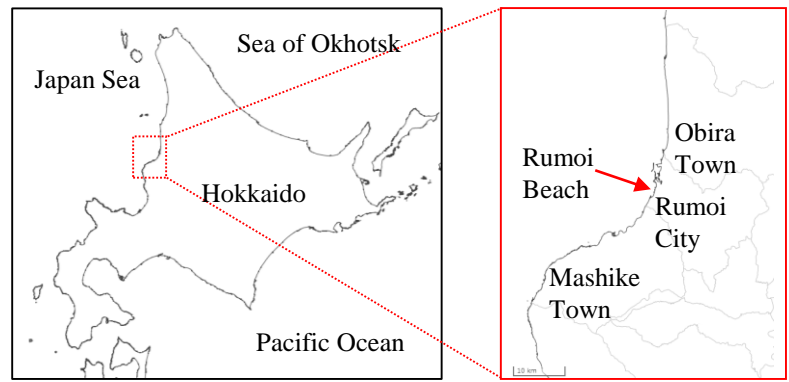 Sea of Okhotsk
Japan Sea
Hokkaido
Pacific Ocean
Obira
Town
Rumoi
Beach
Rumoi
City
Mashike
Town
10 km